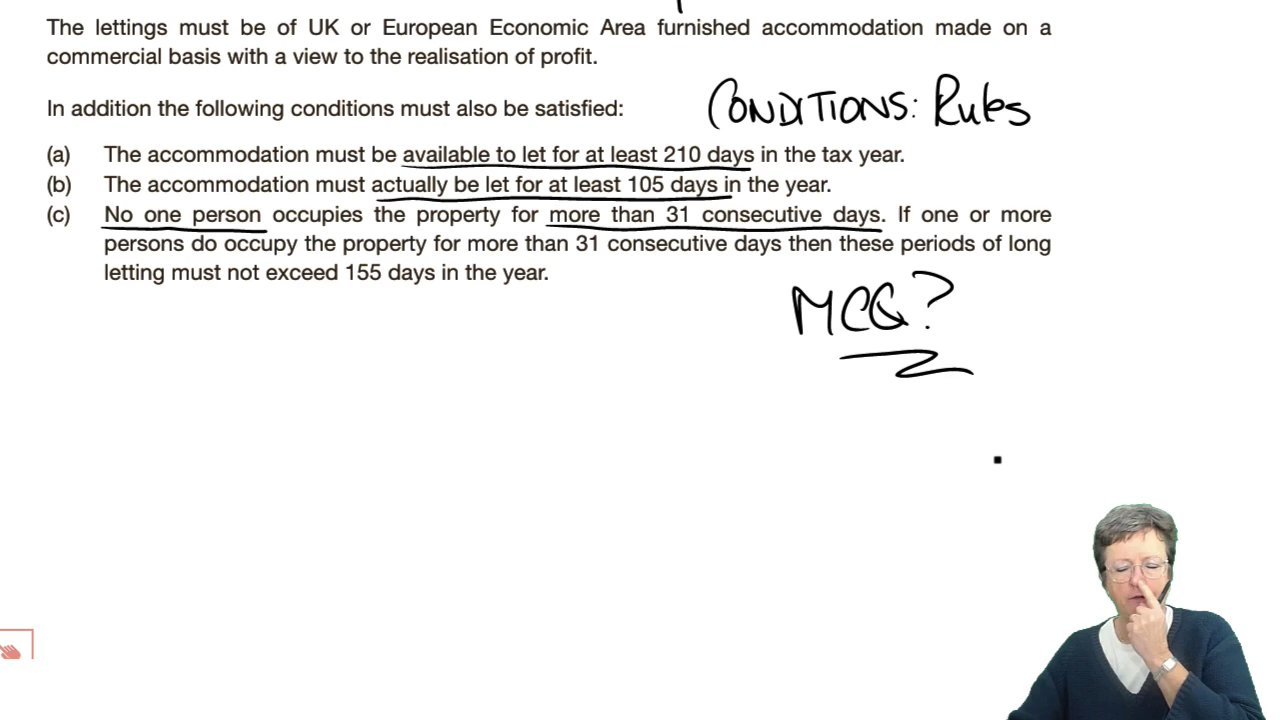 The lettings must be of UK or European Economic Area furnished accommodation made on a
commercial basis with a view to the realisation of profit.
In addition the following conditions must also be satisfied:
CONDITIONS: Rules
(a) The accommodation must be available to let for at least 210 days in the tax year.
(b) The accommodation must actually be let for at least 105 days in the year.
(c) No one person occupies the property for more than 31 consecutive days. If one or more
persons do occupy the property for more than 31 consecutive days then these periods of long
letting must not exceed 155 days in the year.
MCQ?